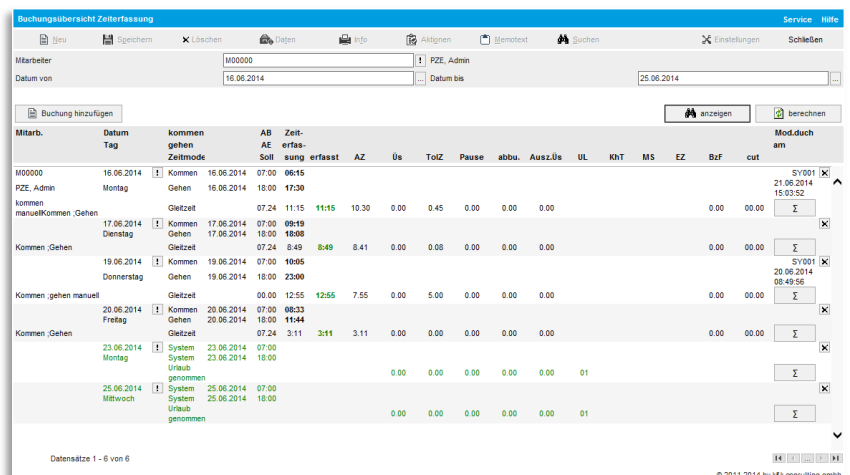 Buchungsübersicht Zeiterfassung Service Hilfe
Neu Speichern Löschen Daten Info Aktionen Memotext Suchen Einstellungen Schließen
Mitarbeiter M00000 ! PZE, Admin
Datum von 16.06.2014 ... Datum bis 25.06.2014 ...
Buchung hinzufügen anzeigen berechnen
Mitarb. Datum kommen AB Zeit- Mod.duch
Tag gehen AE erfas- am
Zeitmode Soll sung erfasst AZ Üs TolZ Pause abbu. Ausz.Üs UL KhT MS EZ BzF cut
M00000 16.06.2014 ! Kommen 16.06.2014 07:00 06:15 SY001
PZE, Admin Montag Gehen 16.06.2014 18:00 17:30 21.06.2014
15:03:52
kommen manuellKommen ;Gehen Gleitzeit 07.24 11:15 11:15 10.30 0.00 0.45 0.00 0.00 0.00 0.00 00.00 Σ
17.06.2014 ! Kommen 17.06.2014 07:00 09:19
Dienstag Gehen 17.06.2014 18:00 18:08
Kommen ;Gehen Gleitzeit 07.24 8:49 8:49 8.41 0.00 0.08 0.00 0.00 0.00 0.00 00.00 Σ
19.06.2014 ! Kommen 19.06.2014 07:00 10:05 SY001
Donnerstag Gehen 19.06.2014 18:00 23:00 20.06.2014
08:49:56
Kommen ;gehen manuell Gleitzeit 00.00 12:55 12:55 7.55 0.00 5.00 0.00 0.00 0.00 0.00 00.00 Σ
20.06.2014 ! Kommen 20.06.2014 07:00 08:33
Freitag Gehen 20.06.2014 18:00 11:44
Kommen ;Gehen Gleitzeit 07.24 3:11 3:11 3.11 0.00 0.00 0.00 0.00 0.00 0.00 00.00 Σ
23.06.2014 ! System 23.06.2014 07:00
Montag System 23.06.2014 18:00
Urlaub
genommen 0.00 0.00 0.00 0.00 0.00 01 Σ
25.06.2014 ! System 25.06.2014 07:00
Mittwoch System 25.06.2014 18:00
Urlaub
genommen 0.00 0.00 0.00 0.00 0.00 01 Σ
Datensätze 1 - 6 von 6
© 2011-2014 by consulting gmbh